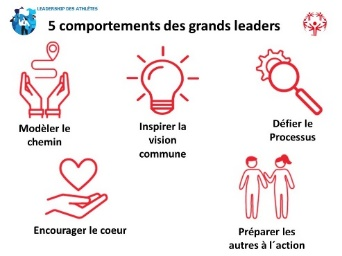 LEADERSHIP DES ATHLÈTES
5 comportements des grands leaders
Modèler le
chemin
Inspirer la
vision
commune
Défier le
Processus
Encourager le coeur
Préparer les
autres à l´action